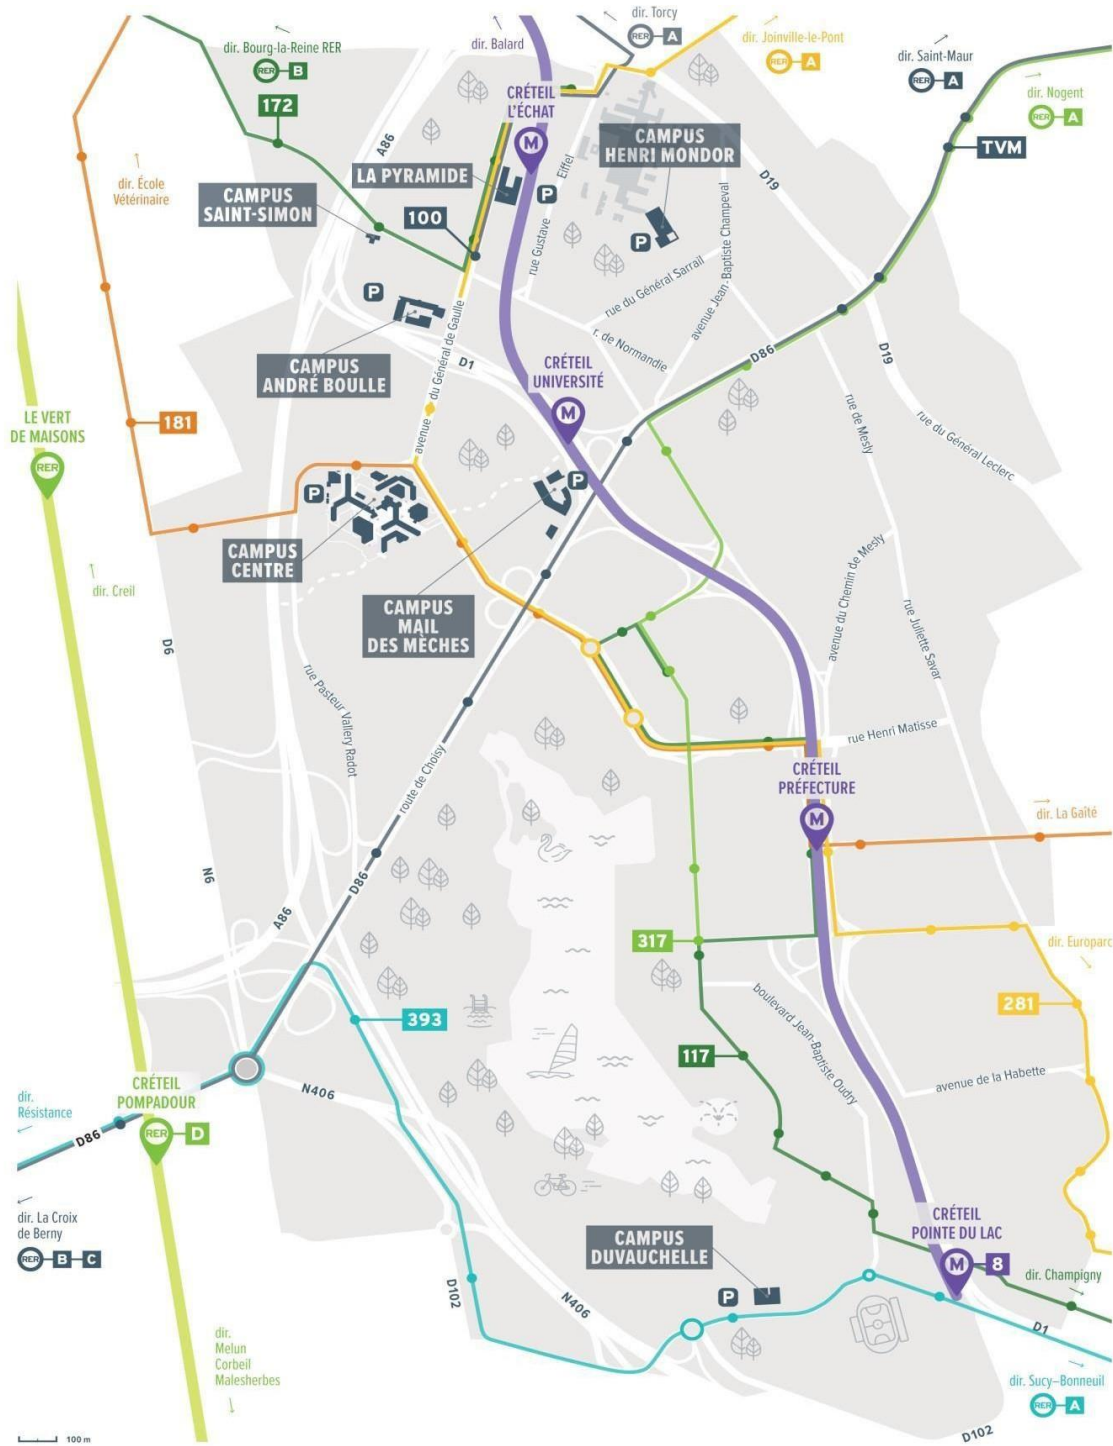 dir. Torcy
RER A
dir. Balard
dir. Joinville-le-Pont
RER A
dir. Bourg-la-Reine RER
RER B
172
dir. Saint-Maur
RER A
dir. Nogent
RER A
TVM
CRÉTEIL
L'ÉCHAT
M
CAMPUS
HENRI MONDOR
P
A86
LA PYRAMIDE
P
rue Gustave Eiffel
D19
dir. École
Vétérinaire
CAMPUS
SAINT-SIMON
100
avenue Jean-Baptiste Champeval
rue du Général Sarrail
P
r. de Normandie
avenue du Général de Gaulle
CAMPUS
ANDRÉ BOULLE
D1
CRÉTEIL
UNIVERSITÉ
M
D86
D19
rue de Mesly
rue du Général Leclerc
LE VERT
DE MAISONS
RER
181
P
P
CAMPUS
CENTRE
CAMPUS
MAIL
DES MÈCHES
dir. Creil
avenue du Chemin de Mesly
rue Juliette Savar
D6
rue Pasteur Vallery Radot
rue Henri Matisse
route de Choisy
CRÉTEIL
PRÉFECTURE
M
dir. La Gaîté
D86
N6
A86
317
dir. Europarc
281
393
boulevard Jean-Baptiste Oudry
117
avenue de la Habette
N406
CRÉTEIL
POMPADOUR
RER D
dir.
Résistance
D86
dir. La Croix
de Berny
RER B C
CRÉTEIL
POINTE DU LAC
M 8
CAMPUS
DUVAUCHELLE
P
dir. Champigny
D102
N406
D1
dir.
Melun
Corbeil
Malesherbes
dir. Sucy–Bonneuil
RER A
D102
100 m